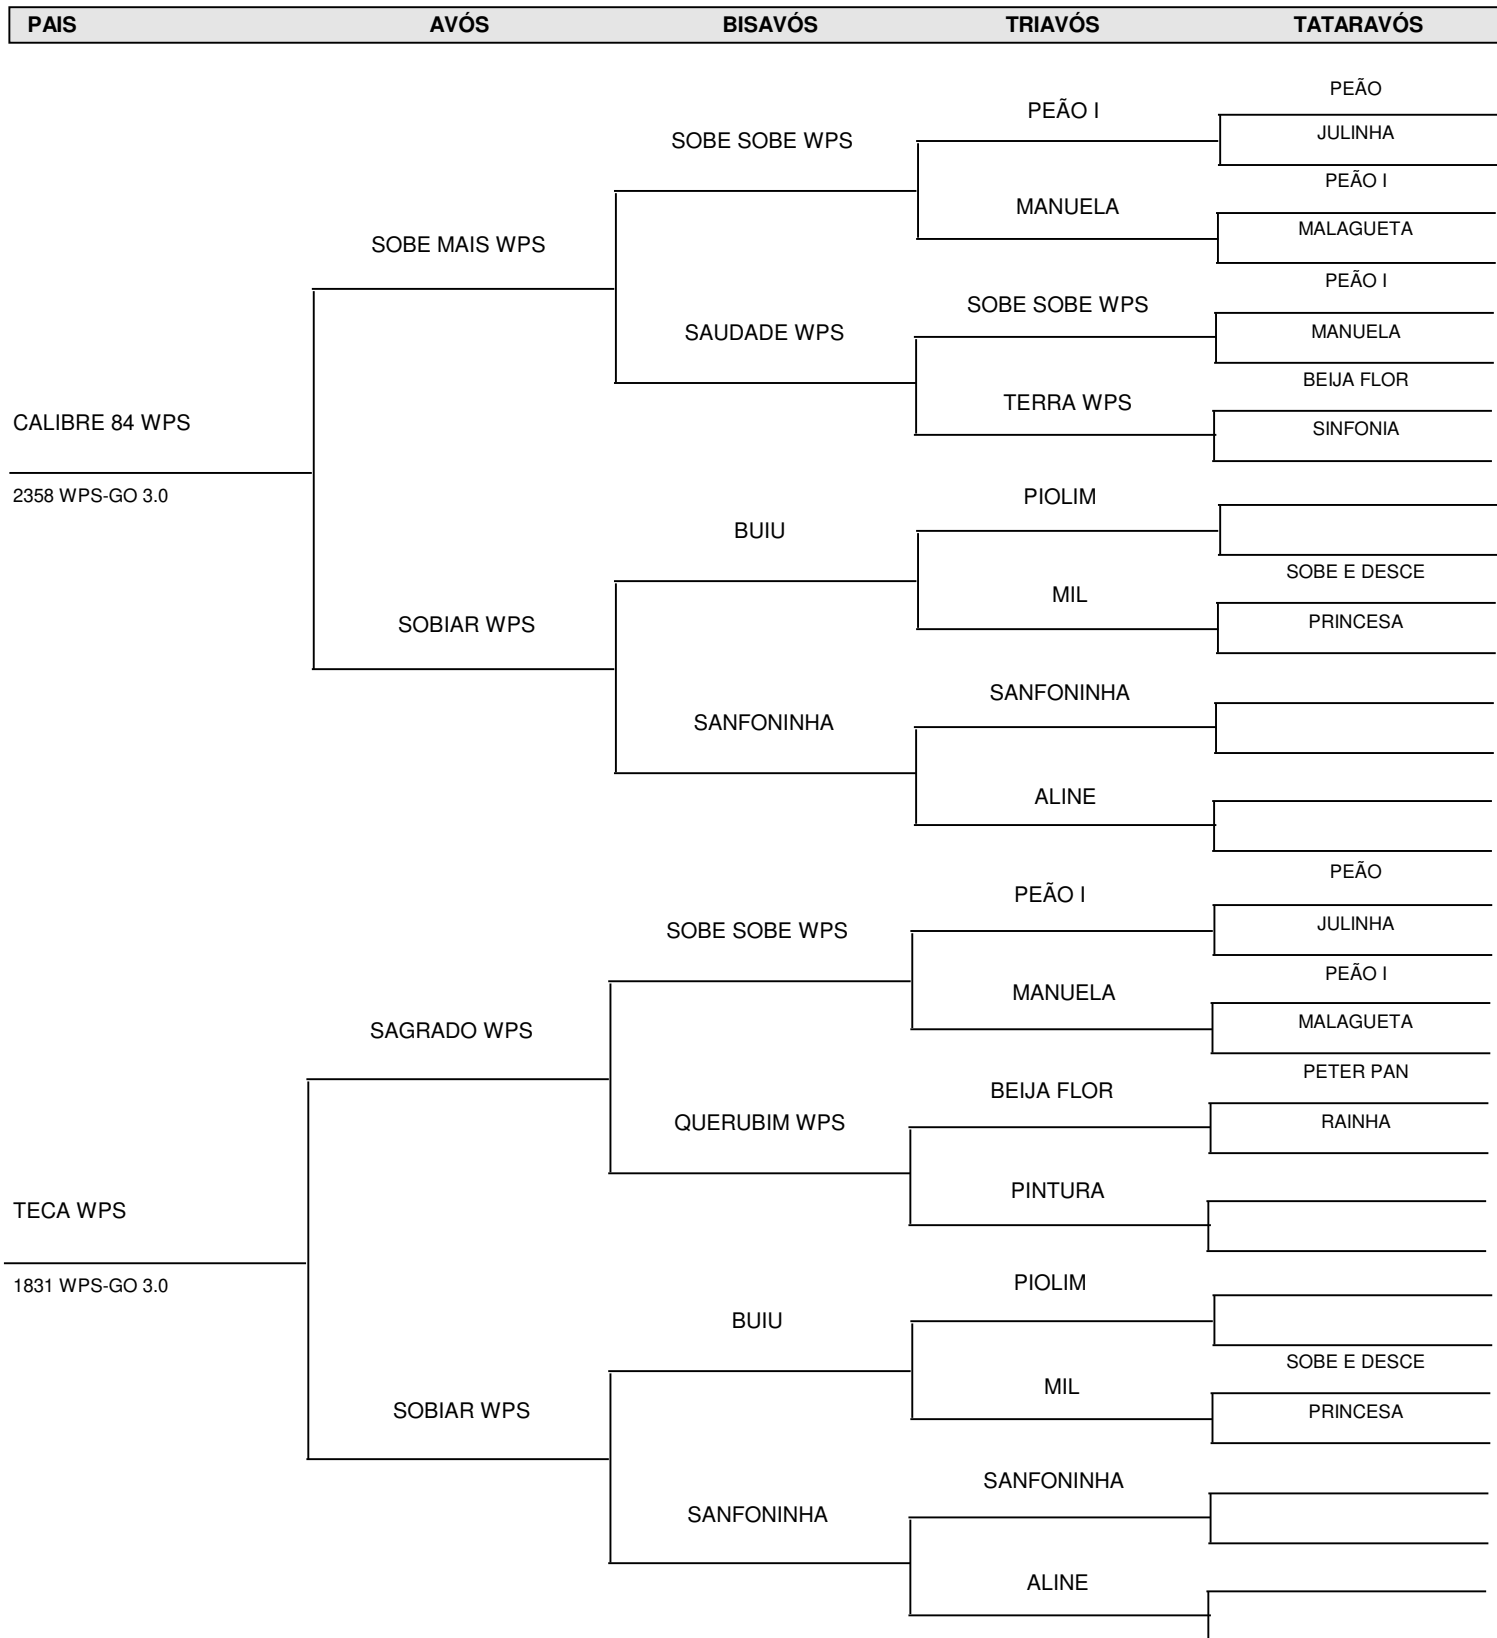 PAIS AVÓS BISAVÓS TRIAVÓS TATARAVÓS
PEÃO
PEÃO I
JULINHA
SOBE SOBE WPS
PEÃO I
MANUELA
MALAGUETA
SOBE MAIS WPS
PEÃO I
SOBE SOBE WPS
SAUDADE WPS
MANUELA
BEIJA FLOR
TERRA WPS
CALIBRE 84 WPS
SINFONIA
2358 WPS-GO 3.0
PIOLIM
BUIU
SOBE E DESCE
MIL
SOBIAR WPS
PRINCESA
SANFONINHA
SANFONINHA
ALINE
PEÃO
PEÃO I
SOBE SOBE WPS
JULINHA
PEÃO I
MANUELA
SAGRADO WPS
MALAGUETA
PETER PAN
BEIJA FLOR
QUERUBIM WPS
RAINHA
PINTURA
TECA WPS
1831 WPS-GO 3.0
PIOLIM
BUIU
SOBE E DESCE
MIL
SOBIAR WPS
PRINCESA
SANFONINHA
SANFONINHA
ALINE